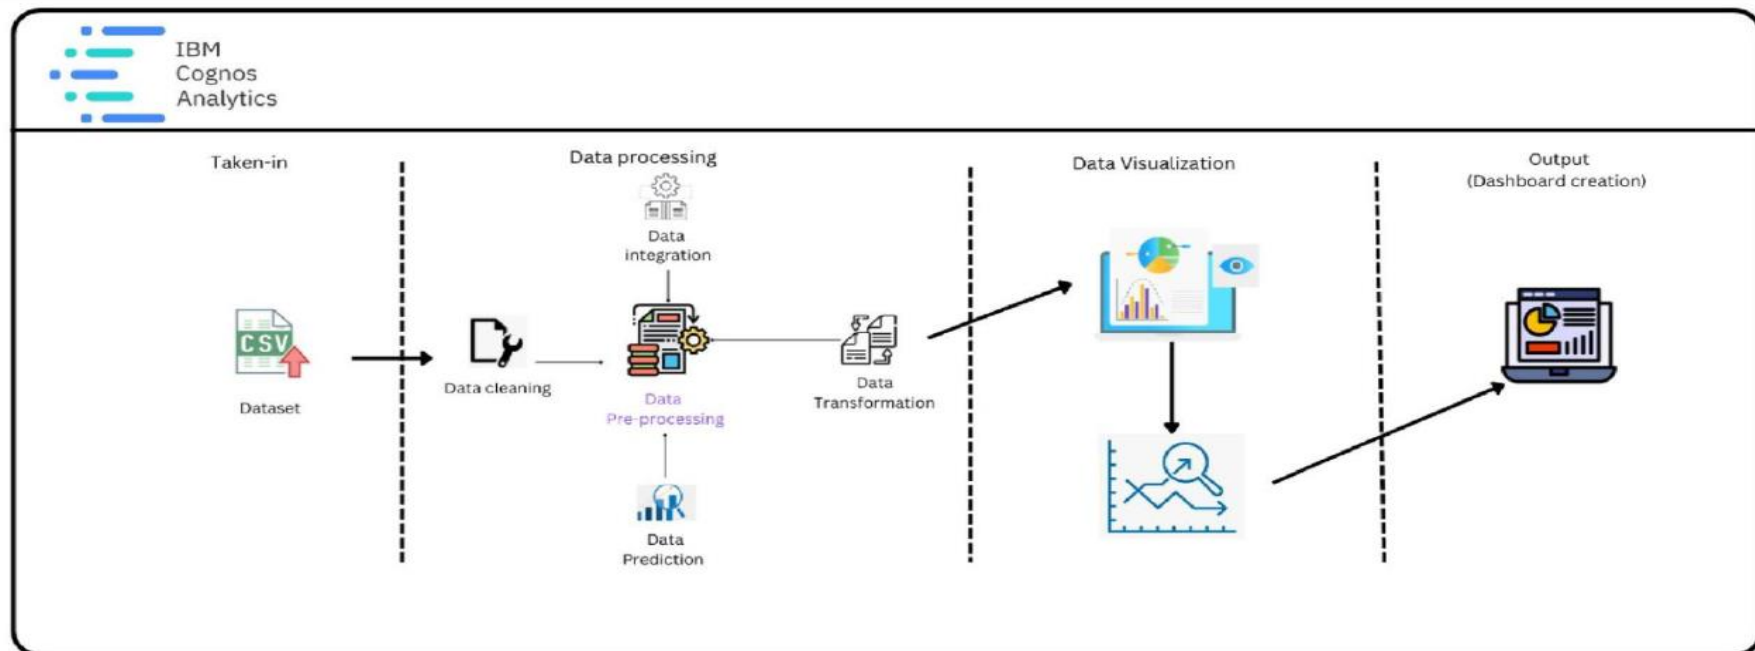 IBM
Cognos
Analytics
Taken-in
Data processing
Data Visualization
Output
(Dashboard creation)
Data
integration
CSV
Dataset
Data cleaning
Data
Pre-processing
Data
Transformation
Data
Prediction